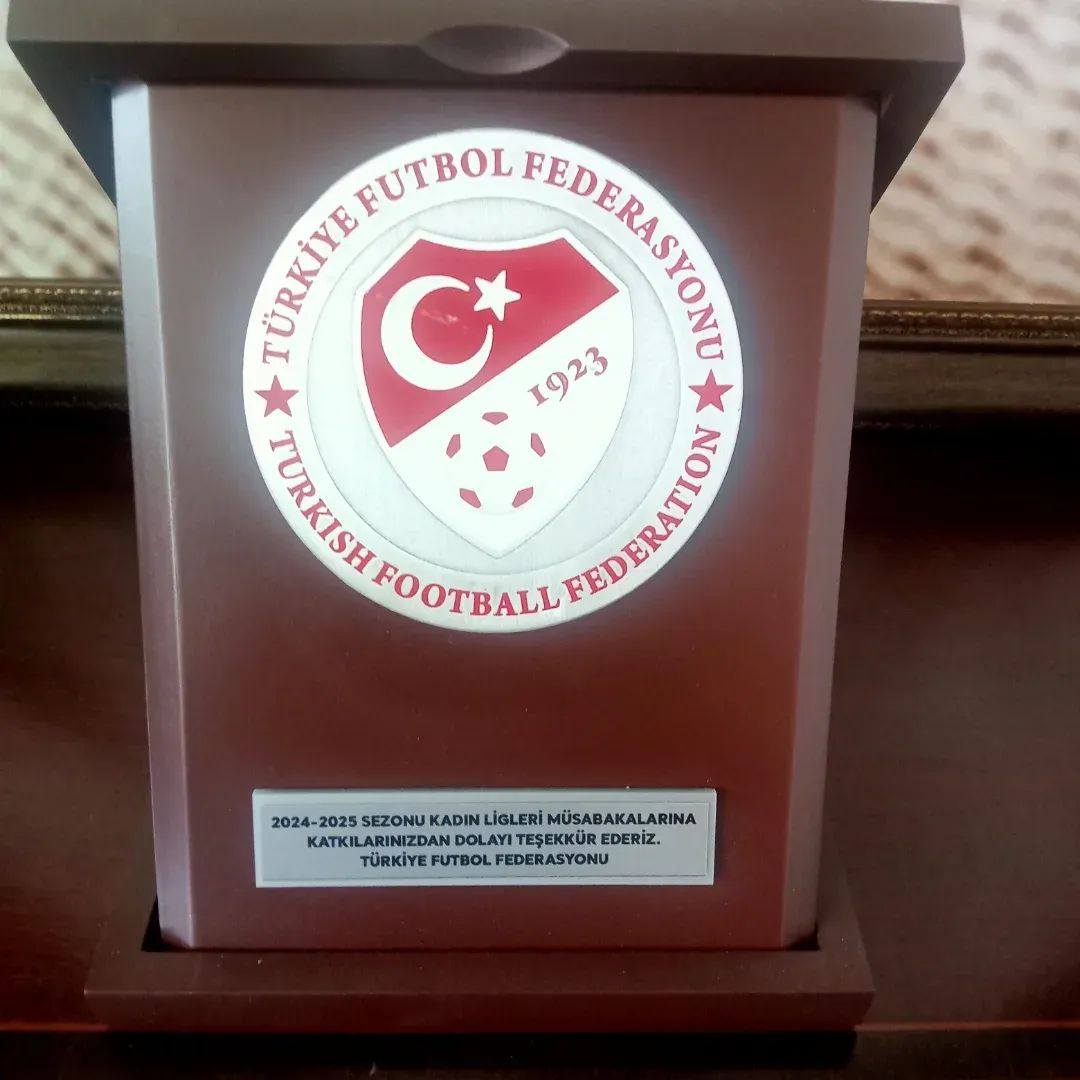 TÜRKİYE FUTBOL FEDERASYONU
1923
TURKISH FOOTBALL FEDERATION
2024-2025 SEZONU KADIN LİGLERİ MÜSABAKALARINA
KATKILARINIZDAN DOLAYI TEŞEKKÜR EDERİZ.
TÜRKİYE FUTBOL FEDERASYONU